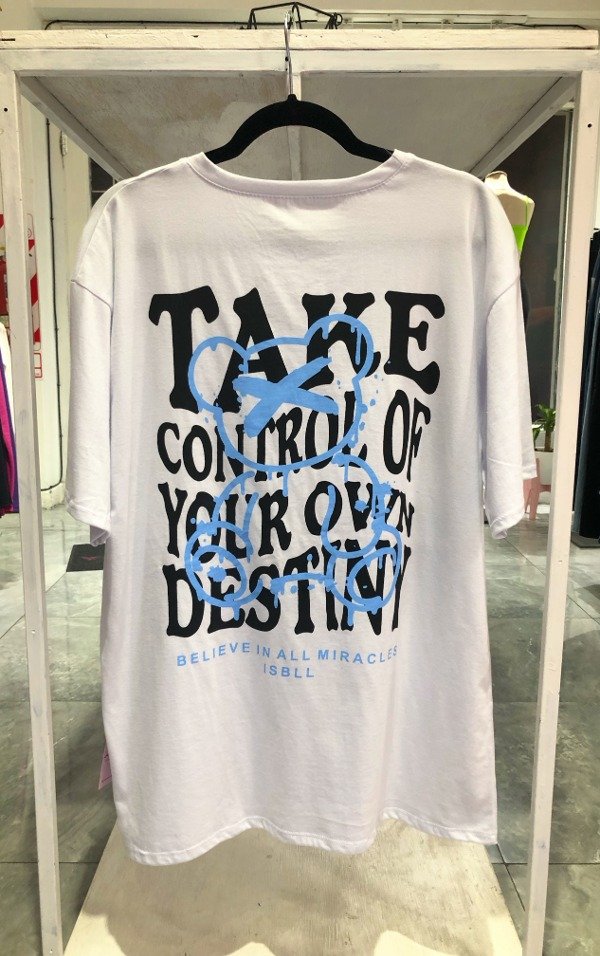 TAKE
CONTROL OF
YOUR OWN
DESTINY
BELIEVE IN ALL MIRACLES
ISBLL